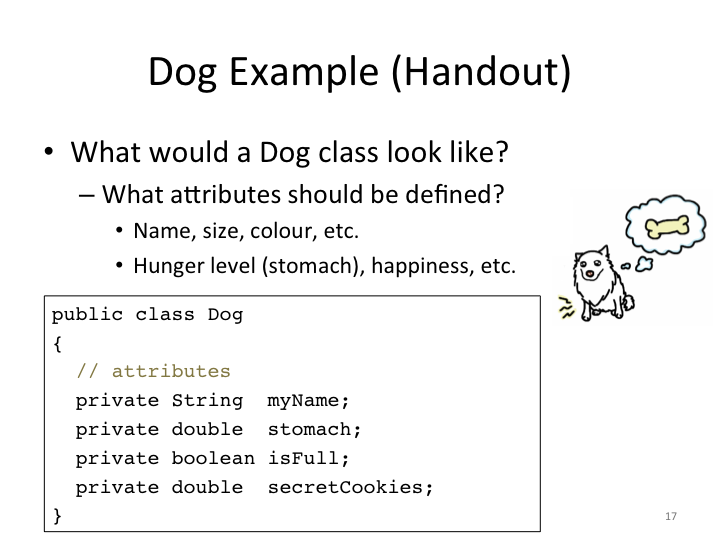 Dog Example (Handout)
• What would a Dog class look like?
– What attributes should be defined?
• Name, size, colour, etc.
• Hunger level (stomach), happiness, etc.
public class Dog
{
  // attributes
  private String  myName;
  private double  stomach;
  private boolean isFull;
  private double  secretCookies;
}
17